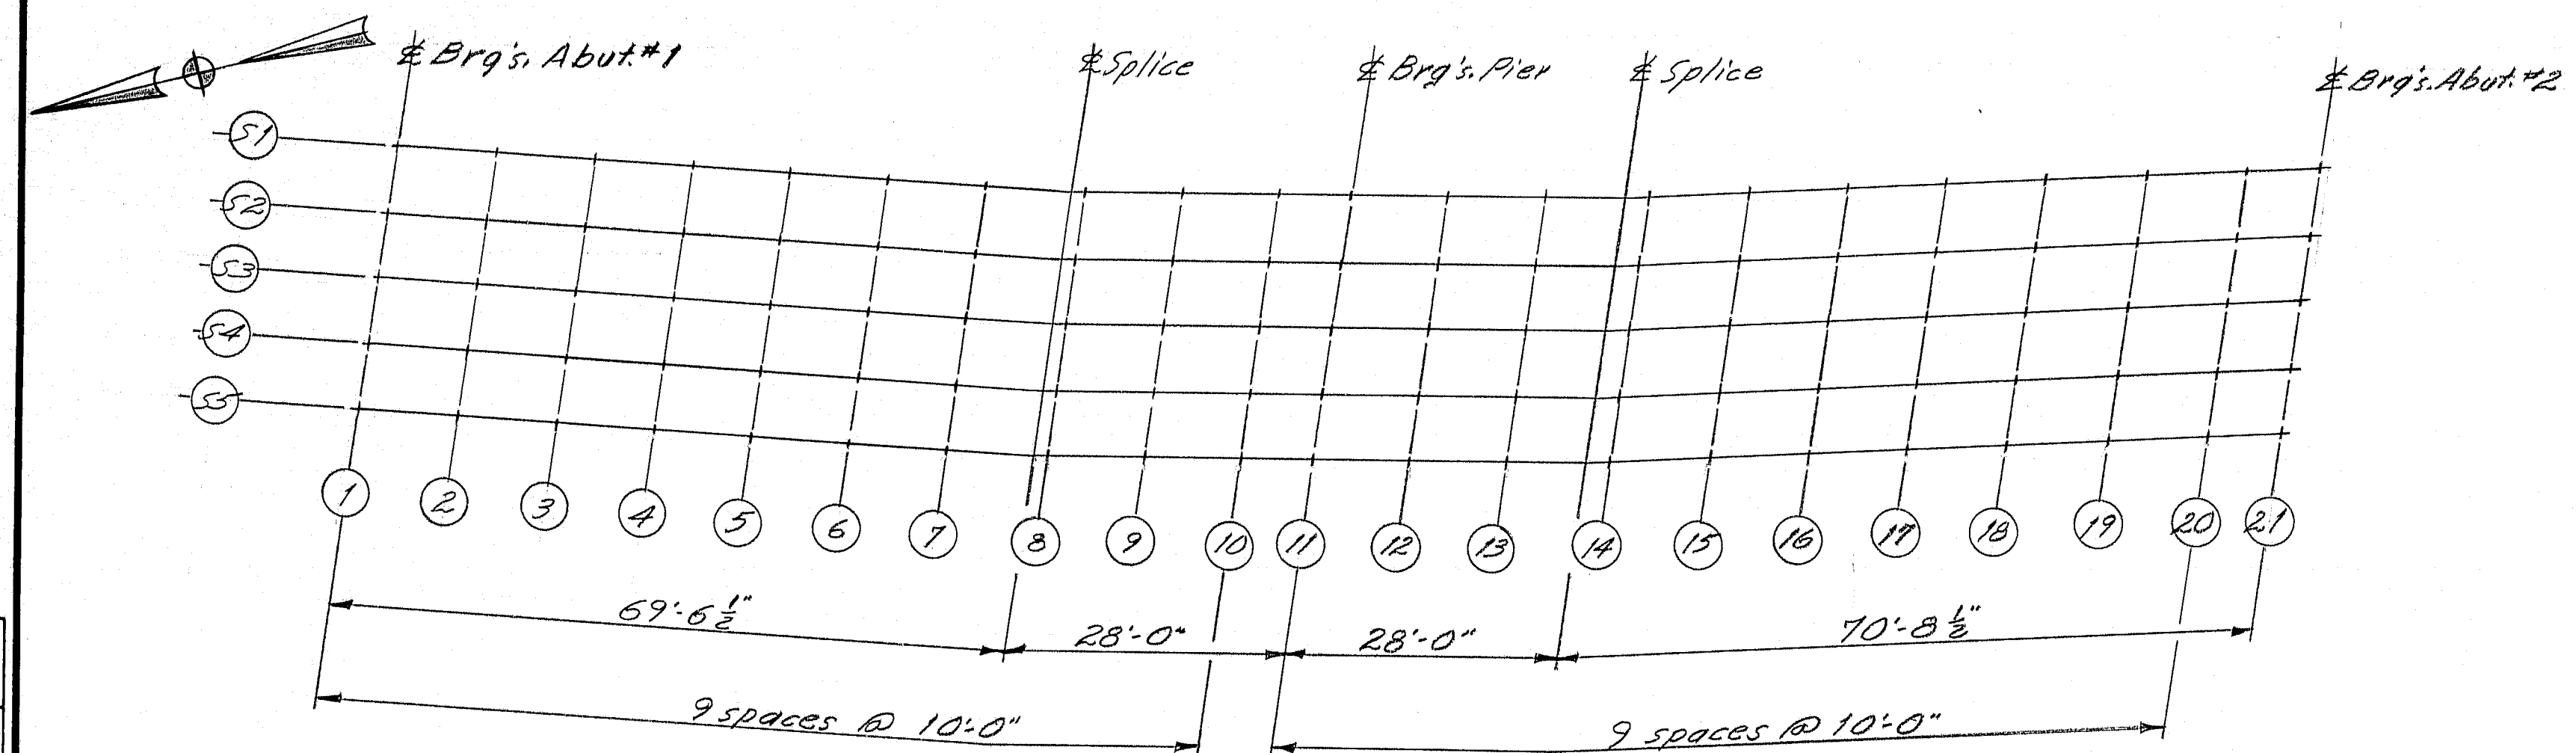 ℄ Brg's. Abut. #1
℄ Splice
℄ Brg's. Pier
℄ Splice
℄ Brg's. Abut. #2
S1
S2
S3
S4
S5
1 2 3 4 5 6 7 8 9 10 11 12 13 14 15 16 17 18 19 20 21
69'-6 1/2"
28'-0"
28'-0"
70'-8 1/2"
9 spaces @ 10'-0"
9 spaces @ 10'-0"